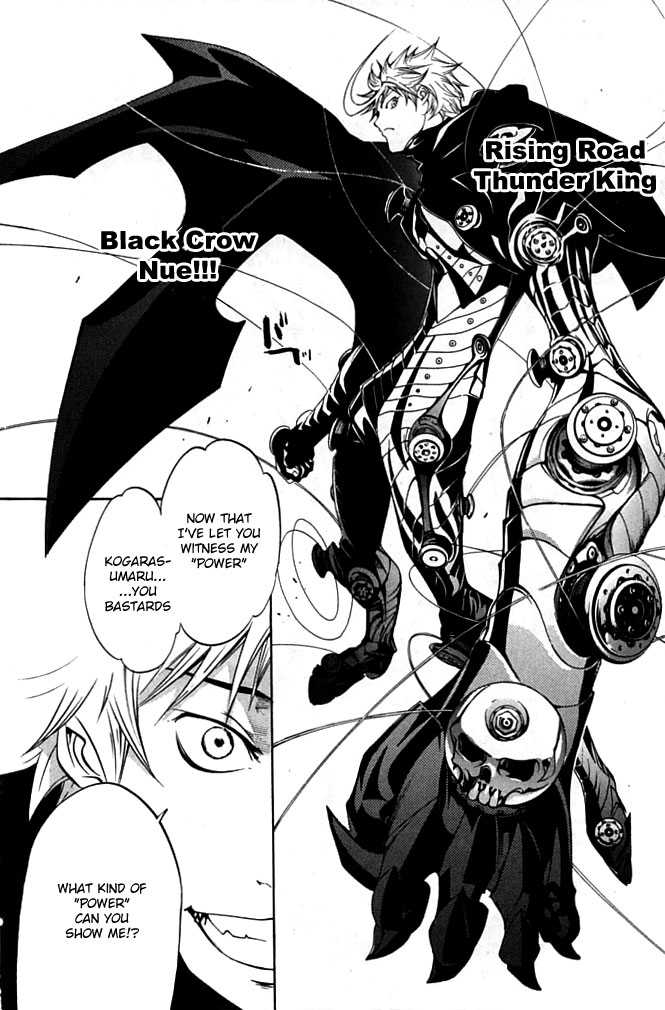 Rising Road
Thunder King
Black Crow
Nue!!!
NOW THAT
I'VE LET YOU
WITNESS MY
"POWER"
KOGARAS-
UMARU...
...YOU
BASTARDS
WHAT KIND OF
"POWER"
CAN YOU
SHOW ME!?